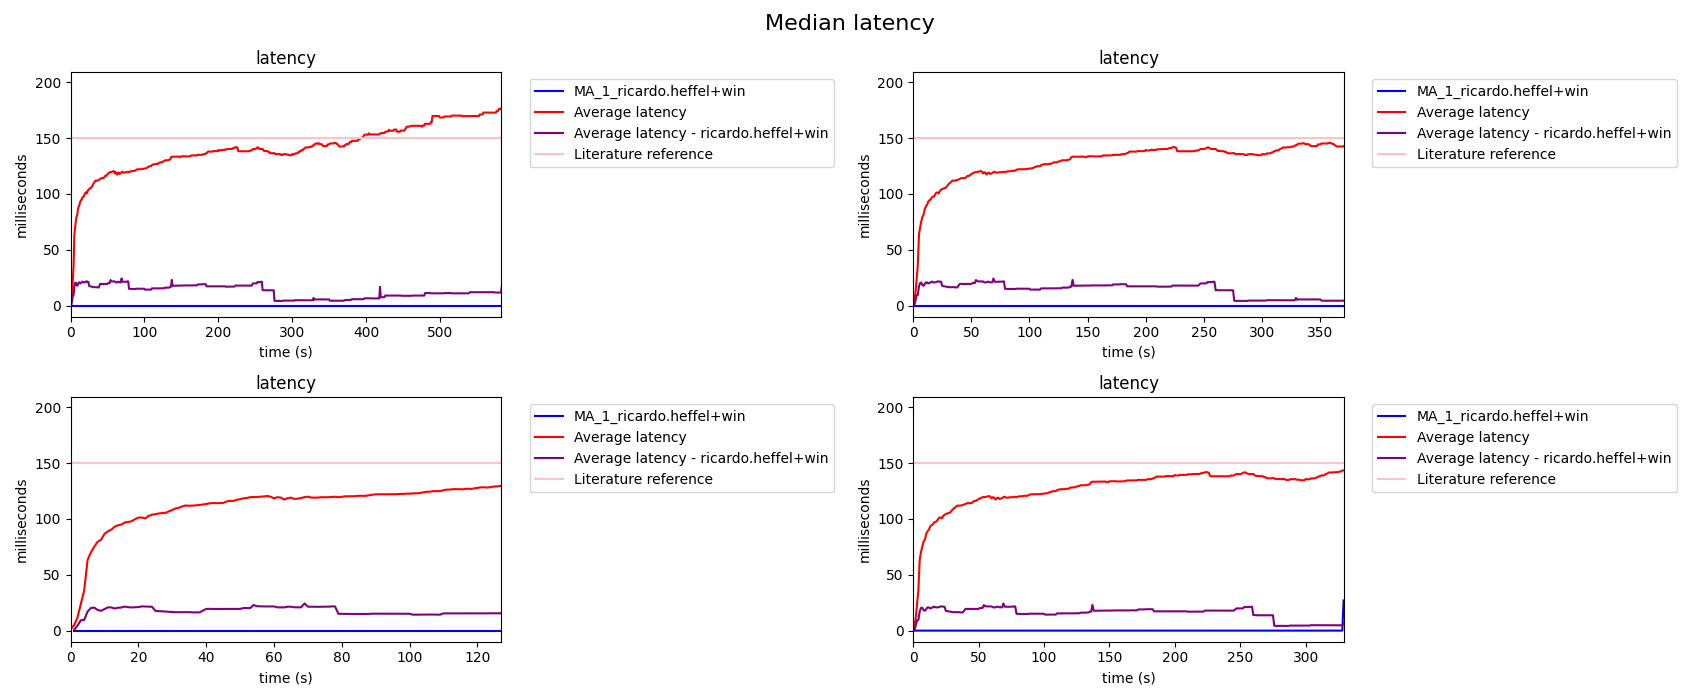 Median latency
latency
200
150
100
50
0
milliseconds
0 100 200 300 400 500
time (s)
MA_1_ricardo.heffel+win
Average latency
Average latency - ricardo.heffel+win
Literature reference
latency
200
150
100
50
0
milliseconds
0 50 100 150 200 250 300 350
time (s)
MA_1_ricardo.heffel+win
Average latency
Average latency - ricardo.heffel+win
Literature reference
latency
200
150
100
50
0
milliseconds
0 20 40 60 80 100 120
time (s)
MA_1_ricardo.heffel+win
Average latency
Average latency - ricardo.heffel+win
Literature reference
latency
200
150
100
50
0
milliseconds
0 50 100 150 200 250 300
time (s)
MA_1_ricardo.heffel+win
Average latency
Average latency - ricardo.heffel+win
Literature reference